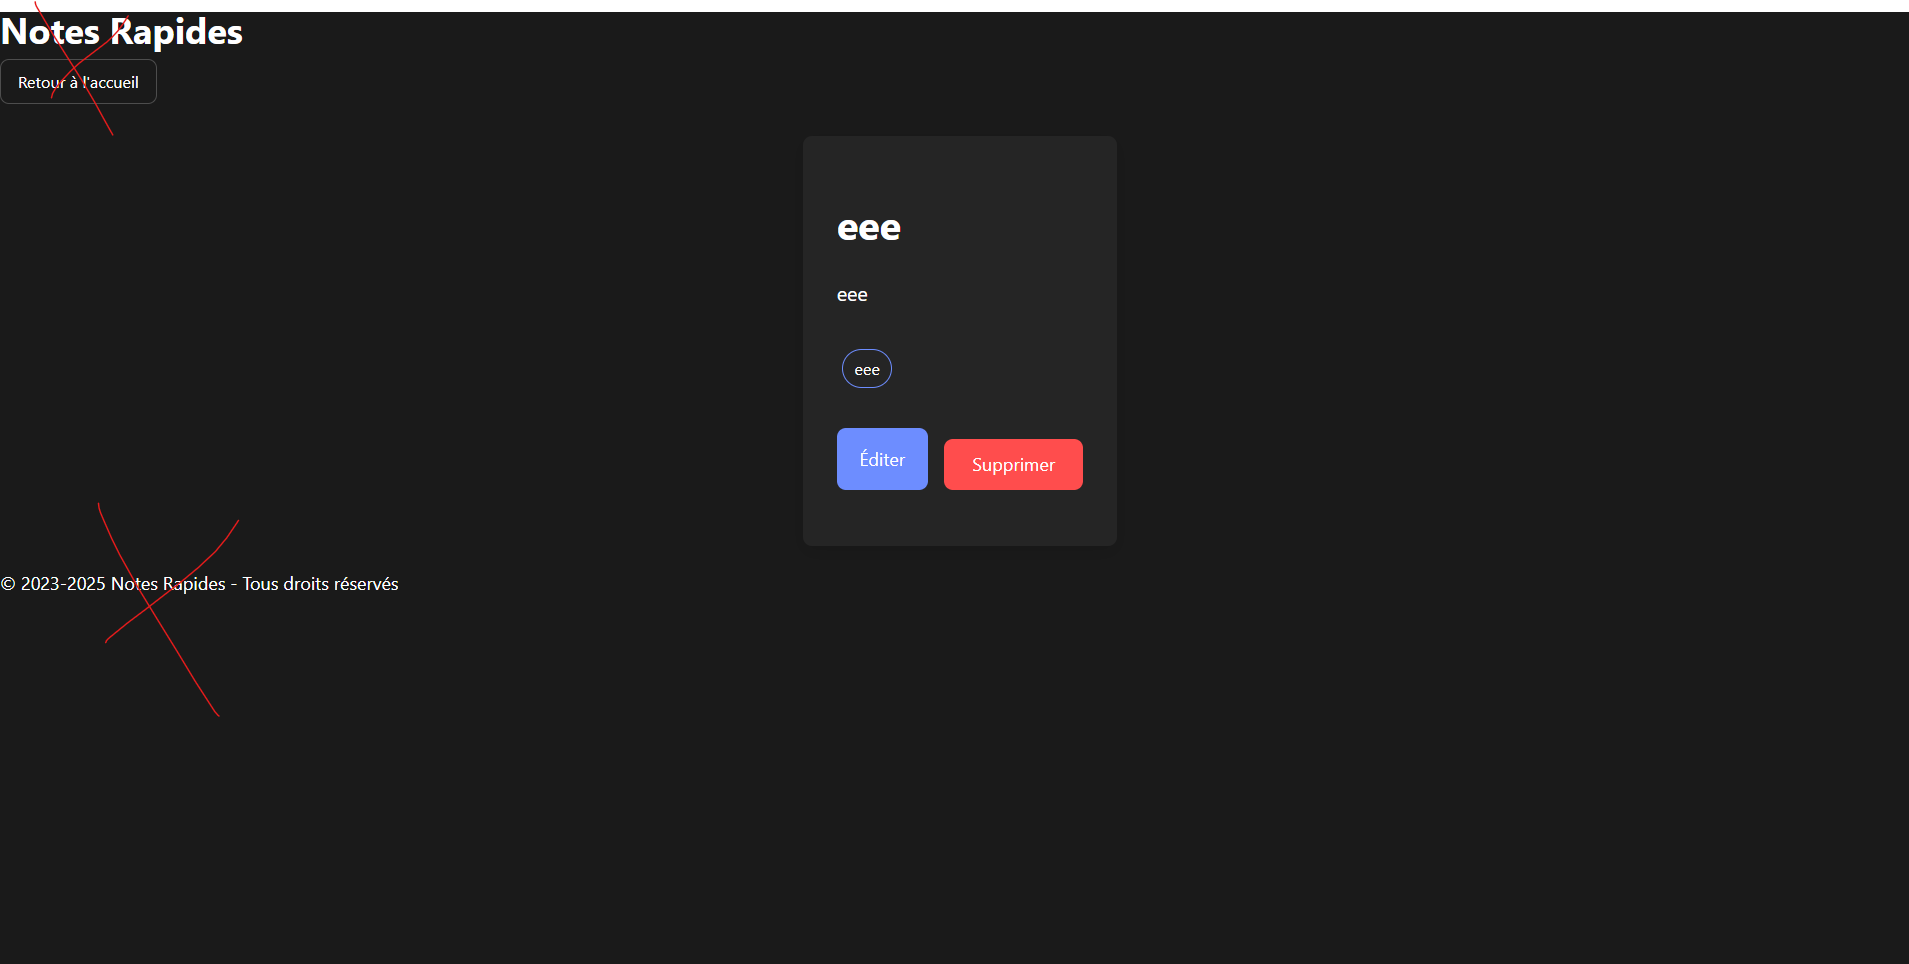 Notes Rapides
Retour à l'accueil
eee
eee
eee
Éditer
Supprimer
© 2023-2025 Notes Rapides - Tous droits réservés